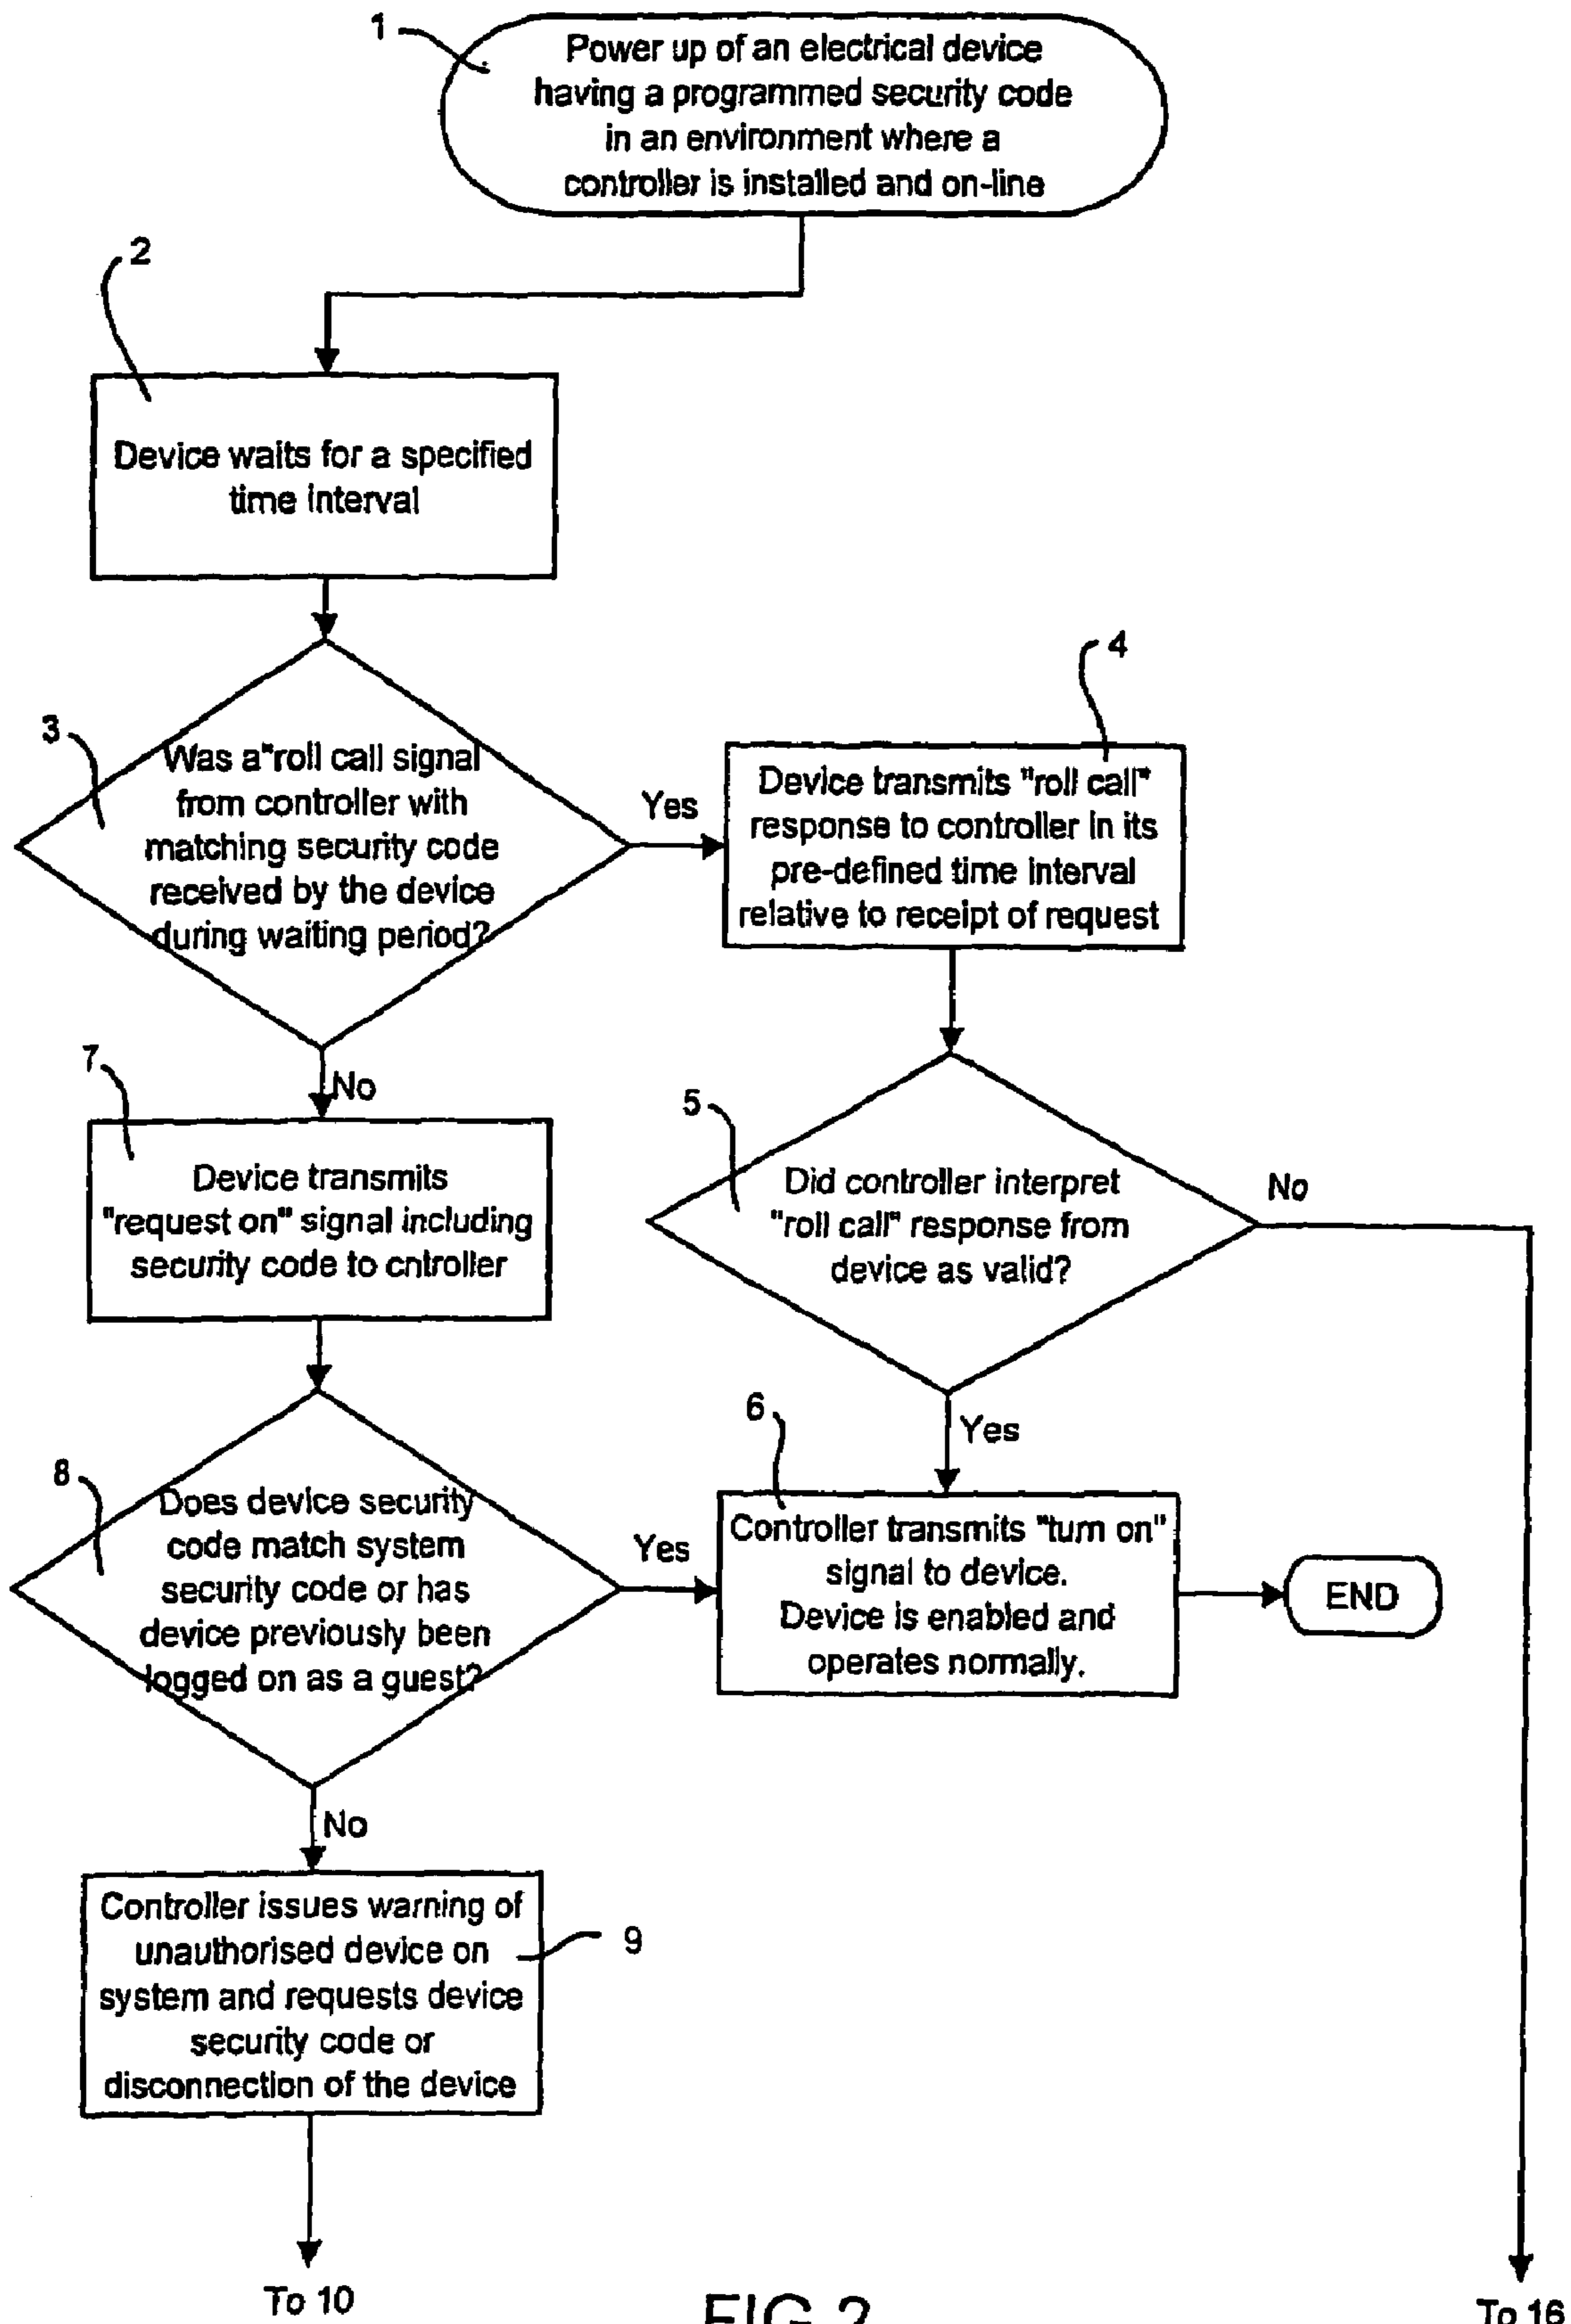 1
Power up of an electrical device
having a programmed security code
in an environment where a
controller is installed and on-line
2
Device waits for a specified
time interval
3
Was a"roll call signal
from controller with
matching security code
received by the device
during waiting period?
Yes
4
Device transmits "roll call"
response to controller in its
pre-defined time interval
relative to receipt of request
No
5
Did controller interpret
"roll call" response from
device as valid?
No
Yes
6
Controller transmits "turn on"
signal to device.
Device is enabled and
operates normally.
END
7
Device transmits
"request on" signal including
security code to cntroller
8
Does device security
code match system
security code or has
device previously been
logged on as a guest?
Yes
No
9
Controller issues warning of
unauthorised device on
system and requests device
security code or
disconnection of the device
To 10
FIG 2
To 16